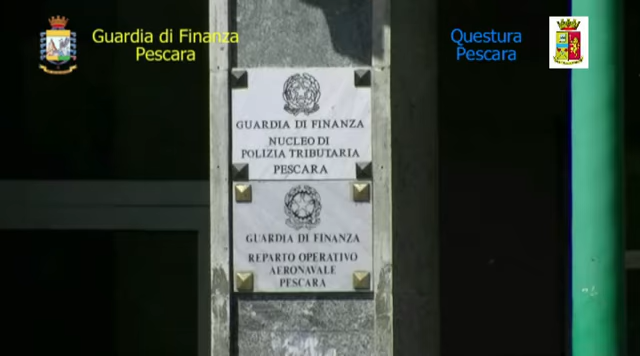 Guardia di Finanza
Pescara
Questura
Pescara
GUARDIA DI FINANZA
NUCLEO DI
POLIZIA TRIBUTARIA
PESCARA
GUARDIA DI FINANZA
REPARTO OPERATIVO
AERONAVALE
PESCARA